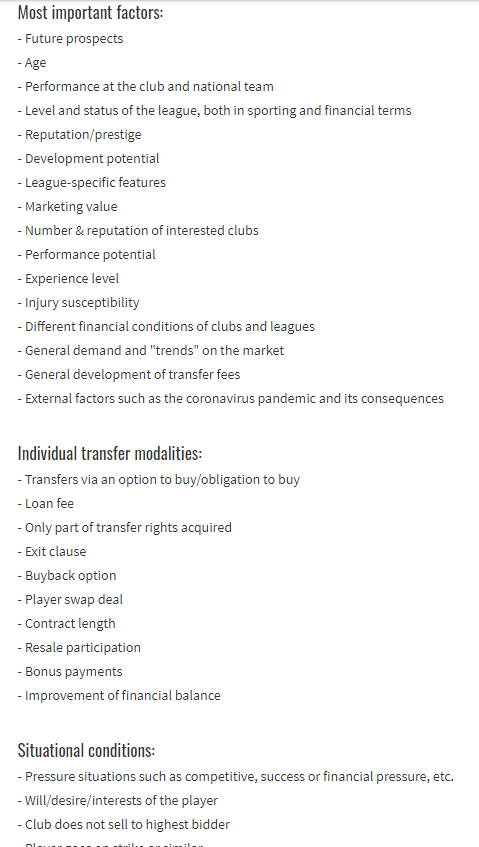 Most important factors:
- Future prospects
- Age
- Performance at the club and national team
- Level and status of the league, both in sporting and financial terms
- Reputation/prestige
- Development potential
- League-specific features
- Marketing value
- Number & reputation of interested clubs
- Performance potential
- Experience level
- Injury susceptibility
- Different financial conditions of clubs and leagues
- General demand and "trends" on the market
- General development of transfer fees
- External factors such as the coronavirus pandemic and its consequences
Individual transfer modalities:
- Transfers via an option to buy/obligation to buy
- Loan fee
- Only part of transfer rights acquired
- Exit clause
- Buyback option
- Player swap deal
- Contract length
- Resale participation
- Bonus payments
- Improvement of financial balance
Situational conditions:
- Pressure situations such as competitive, success or financial pressure, etc.
- Will/desire/interests of the player
- Club does not sell to highest bidder
- Player goes on strike or similar